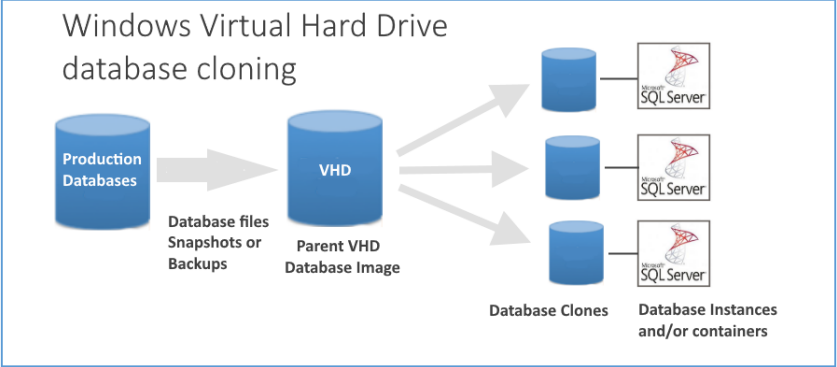 Windows Virtual Hard Drive
database cloning
Production
Databases
Database files
Snapshots or
Backups
VHD
Parent VHD
Database Image
Microsoft
SQL Server
Microsoft
SQL Server
Microsoft
SQL Server
Database Clones
Database Instances
and/or containers